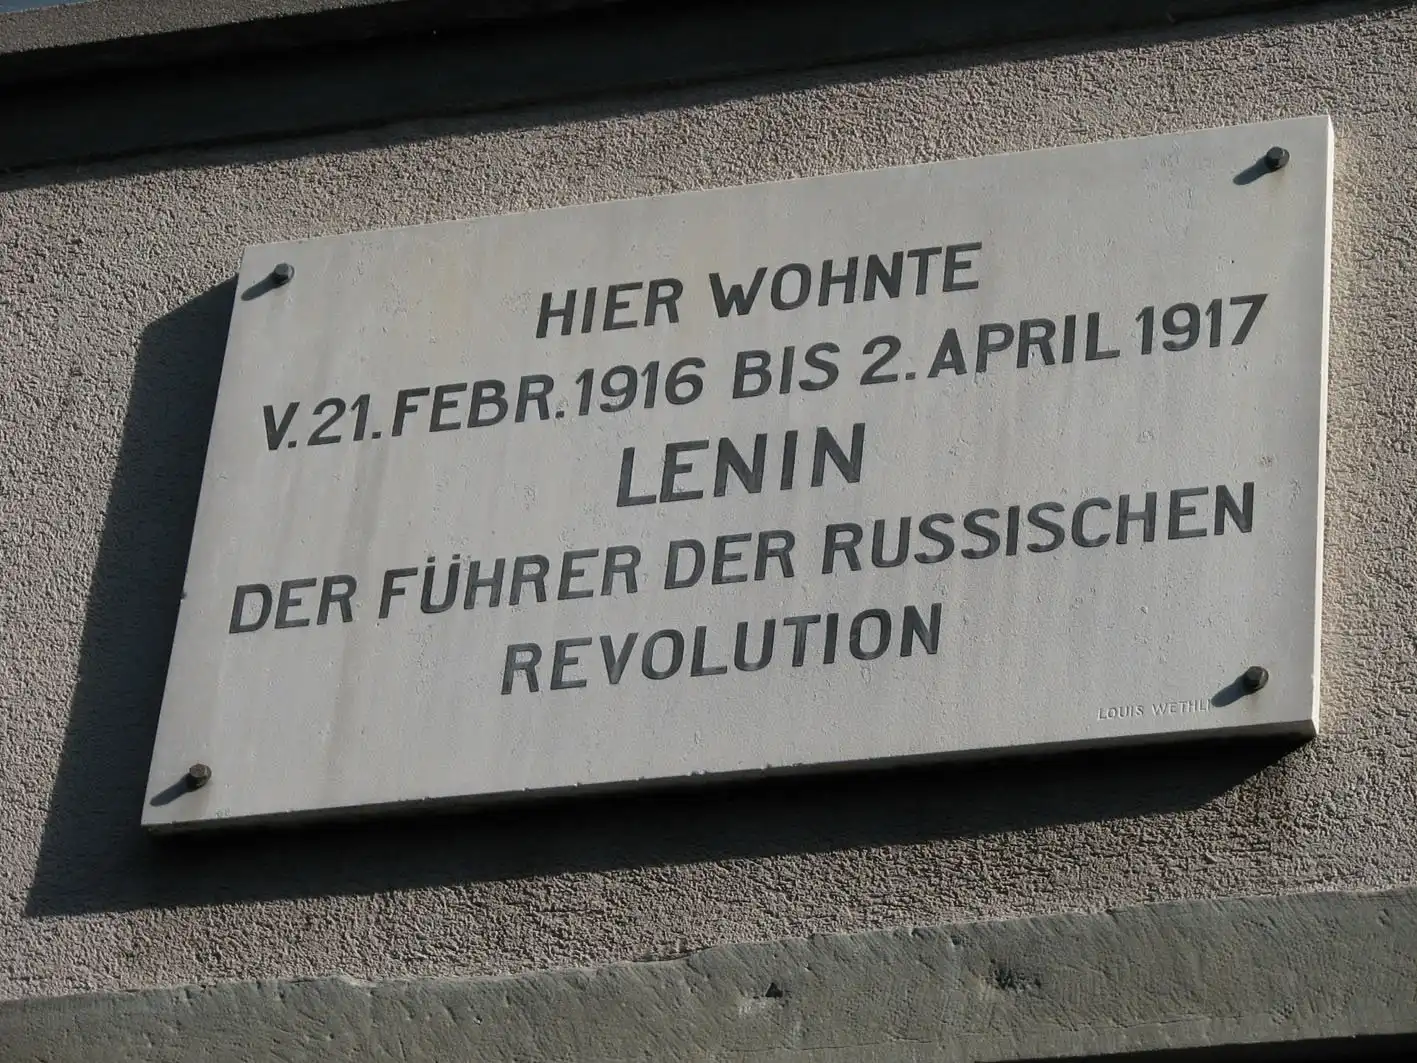 HIER WOHNTE
V. 21. FEBR. 1916 BIS 2. APRIL 1917
LENIN
DER FÜHRER DER RUSSISCHEN
REVOLUTION
LOUIS WETHLI